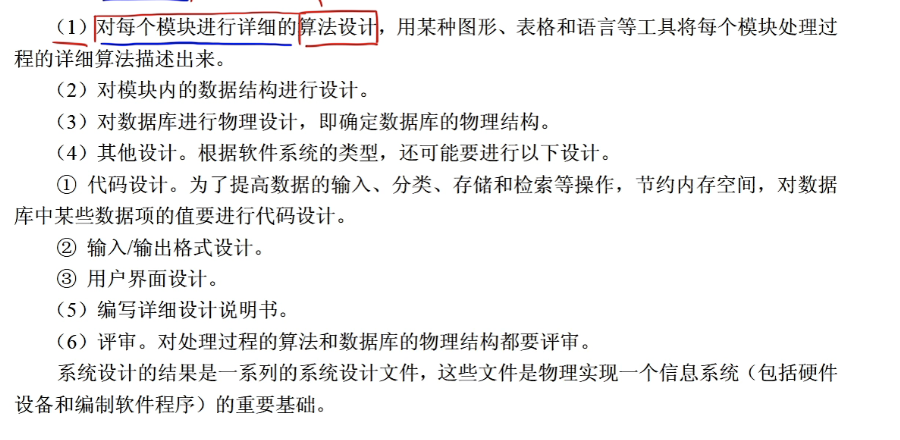 （1）对每个模块进行详细的算法设计，用某种图形、表格和语言等工具将每个模块处理过
程的详细算法描述出来。
（2）对模块内的数据结构进行设计。
（3）对数据库进行物理设计，即确定数据库的物理结构。
（4）其他设计。根据软件系统的类型，还可能要进行以下设计。
① 代码设计。为了提高数据的输入、分类、存储和检索等操作，节约内存空间，对数据
库中某些数据项的值要进行代码设计。
② 输入/输出格式设计。
③ 用户界面设计。
（5）编写详细设计说明书。
（6）评审。对处理过程的算法和数据库的物理结构都要评审。
系统设计的结果是一系列的系统设计文件，这些文件是物理实现一个信息系统（包括硬件
设备和编制软件程序）的重要基础。